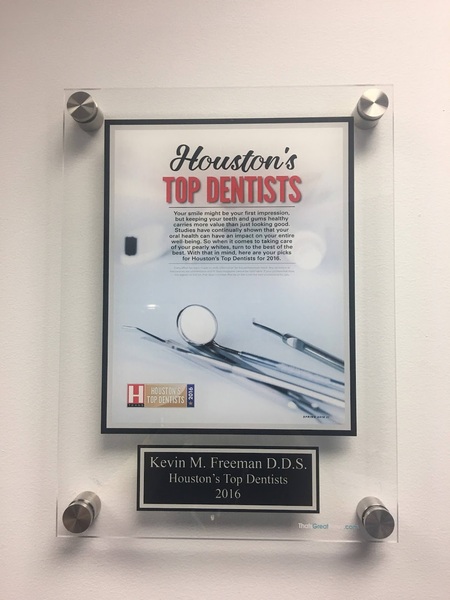 Houston's
TOP DENTISTS
Your smile might be your first impression,
but keeping your teeth and gums healthy
carries more value than just looking good.
Studies have continually shown that your
oral health can have an impact on your entire
well-being. So when it comes to taking care
of your pearly whites, turn to the best of the
best. With that in mind, here are your picks
for Houston's Top Dentists for 2016.
H
HOUSTON'S
TOP DENTISTS
2016
Kevin M. Freeman D.D.S.
Houston's Top Dentists
2016